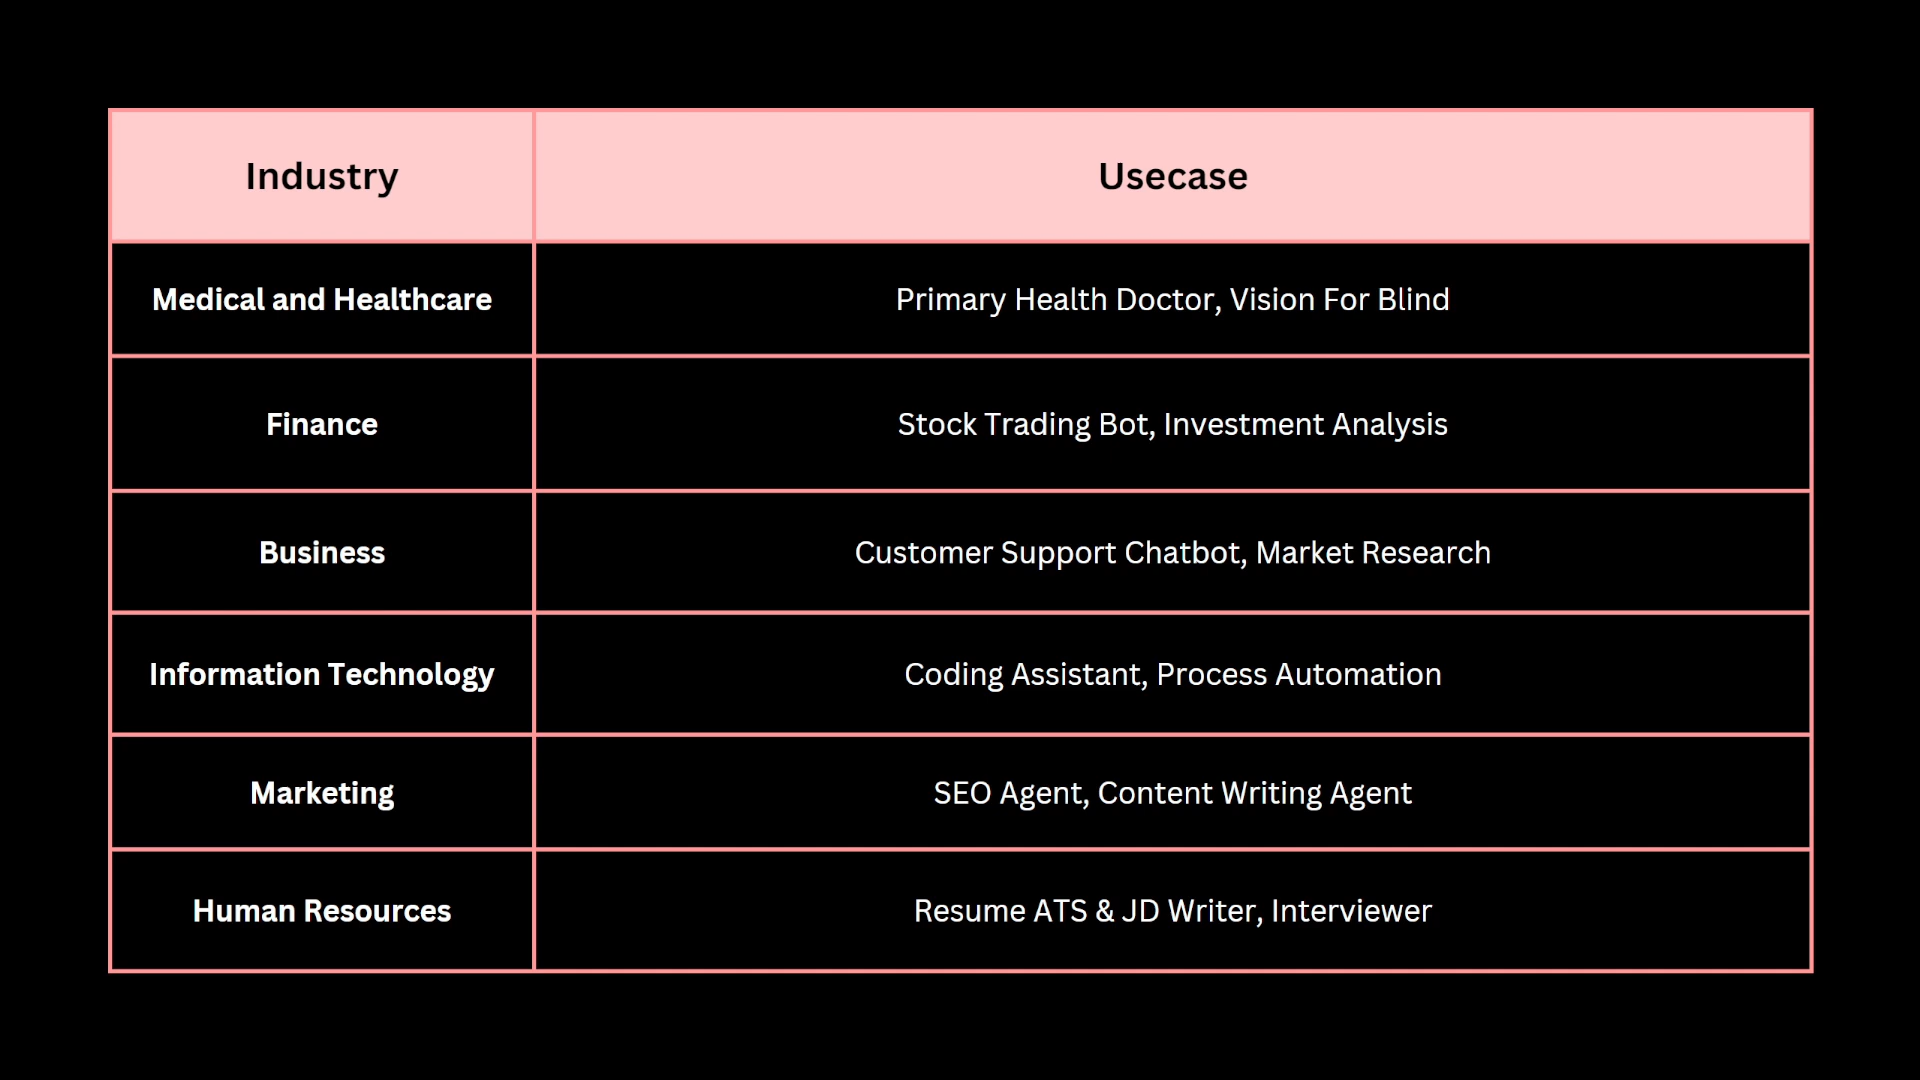 Industry
Usecase
Medical and Healthcare
Primary Health Doctor, Vision For Blind
Finance
Stock Trading Bot, Investment Analysis
Business
Customer Support Chatbot, Market Research
Information Technology
Coding Assistant, Process Automation
Marketing
SEO Agent, Content Writing Agent
Human Resources
Resume ATS & JD Writer, Interviewer